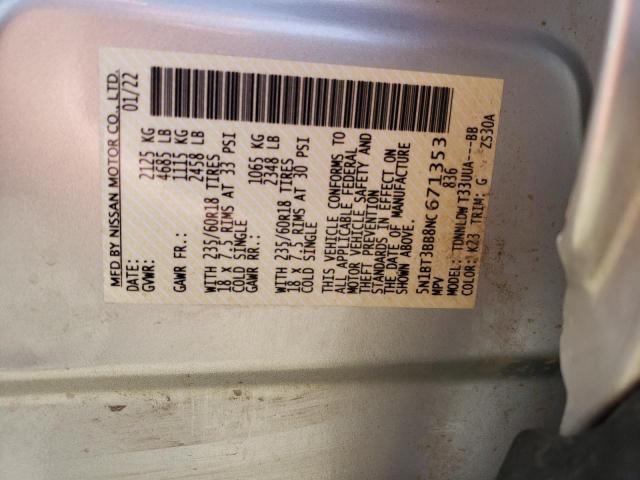 MFD BY NISSAN MOTOR CO., LTD.
DATE: 01/22
GVWR: 2125 KG
4685 LB
GAWR FR.: 1115 KG
2458 LB
WITH 235/60R18 TIRES
18 X 7.5 RIMS AT 33 PSI
COLD SINGLE
GAWR RR: 1065 KG
2348 LB
WITH 235/60R18 TIRES
18 X 7.5 RIMS AT 30 PSI
COLD SINGLE
THIS VEHICLE CONFORMS TO
ALL APPLICABLE FEDERAL
MOTOR VEHICLE SAFETY AND
THEFT PREVENTION
STANDARDS IN EFFECT ON
THE DATE OF MANUFACTURE
SHOWN ABOVE.
5N1BT3BB8NC671353
MPV 836
MODEL: TDNNLDW T33UUA---BB
COLOR: K23 TRIM: G ZS30A